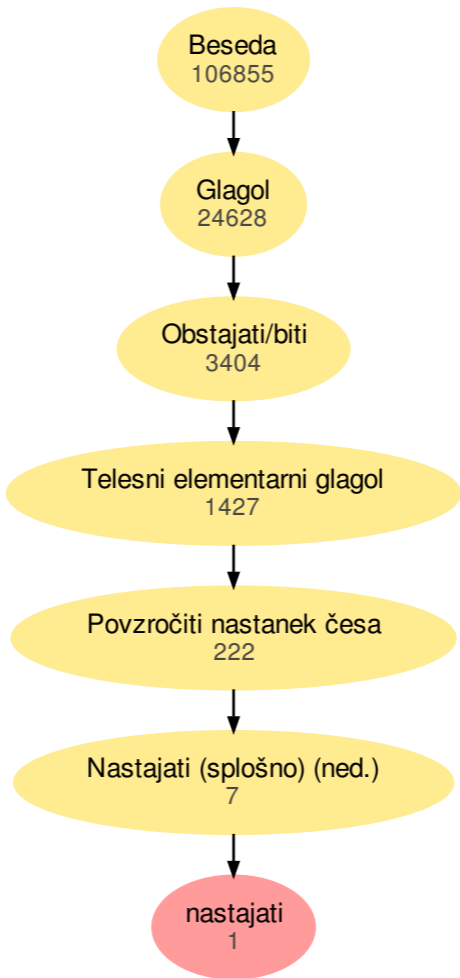 Beseda
106855
Glagol
24628
Obstajati/biti
3404
Telesni elementarni glagol
1427
Povzročiti nastanek česa
222
Nastajati (splošno) (ned.)
7
nastajati
1